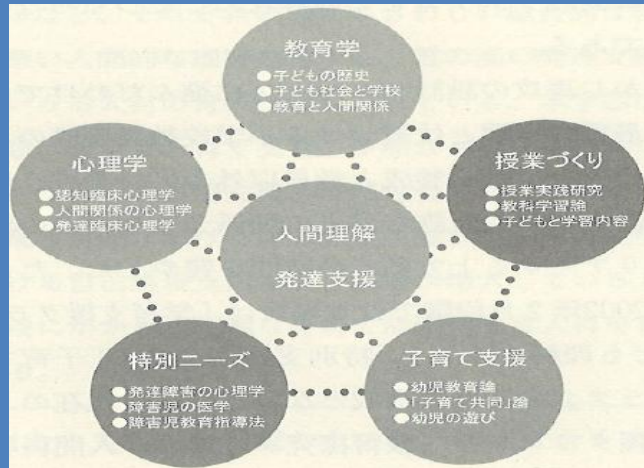 教育学
●子どもの歴史
●子ども社会と学校
●教育と人間関係
心理学
●認知臨床心理学
●人間関係の心理学
●発達臨床心理学
授業づくり
●授業実践研究
●教科学習論
●子どもと学習内容
人間理解
発達支援
特別ニーズ
●発達障害の心理学
●障害児の医学
●障害児教育指導法
子育て支援
●幼児教育論
●「子育て共同」論
●幼児の遊び